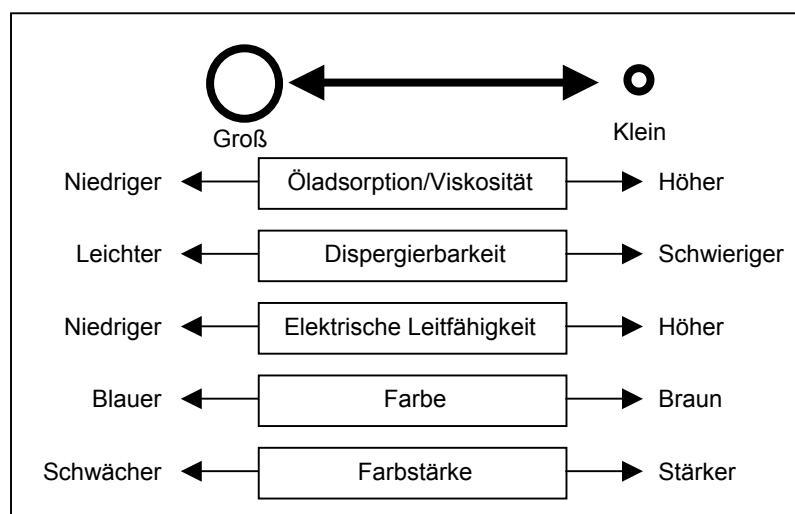 Groß
Klein
Niedriger Öladsorption/Viskosität Höher
Leichter Dispergierbarkeit Schwieriger
Niedriger Elektrische Leitfähigkeit Höher
Blauer Farbe Braun
Schwächer Farbstärke Stärker